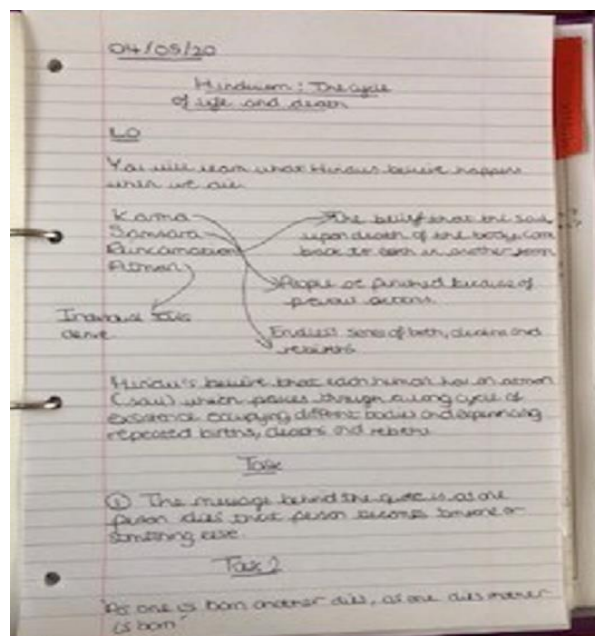 04/05/20
Hinduism: The cycle
of life and death
LO
You will learn what Hindus believe happens
when we die.
Karma
Samsara
Reincarnation
Atman
The belief that the soul
upon death of the body, come
back to earth in another form
People of punished because of
previous actions.
Individual souls
Endless series of birth, deaths and
rebirths
Hindu's believe that each human has an atman
(soul) which passes through a long cycle of
existence occupying different bodies and experiencing
repeated births, deaths and rebirths
Task
① The message behind the quote is as one
person dies that person becomes someone or
something else.
Task 2
"As one is born another dies, as one dies another
is born"